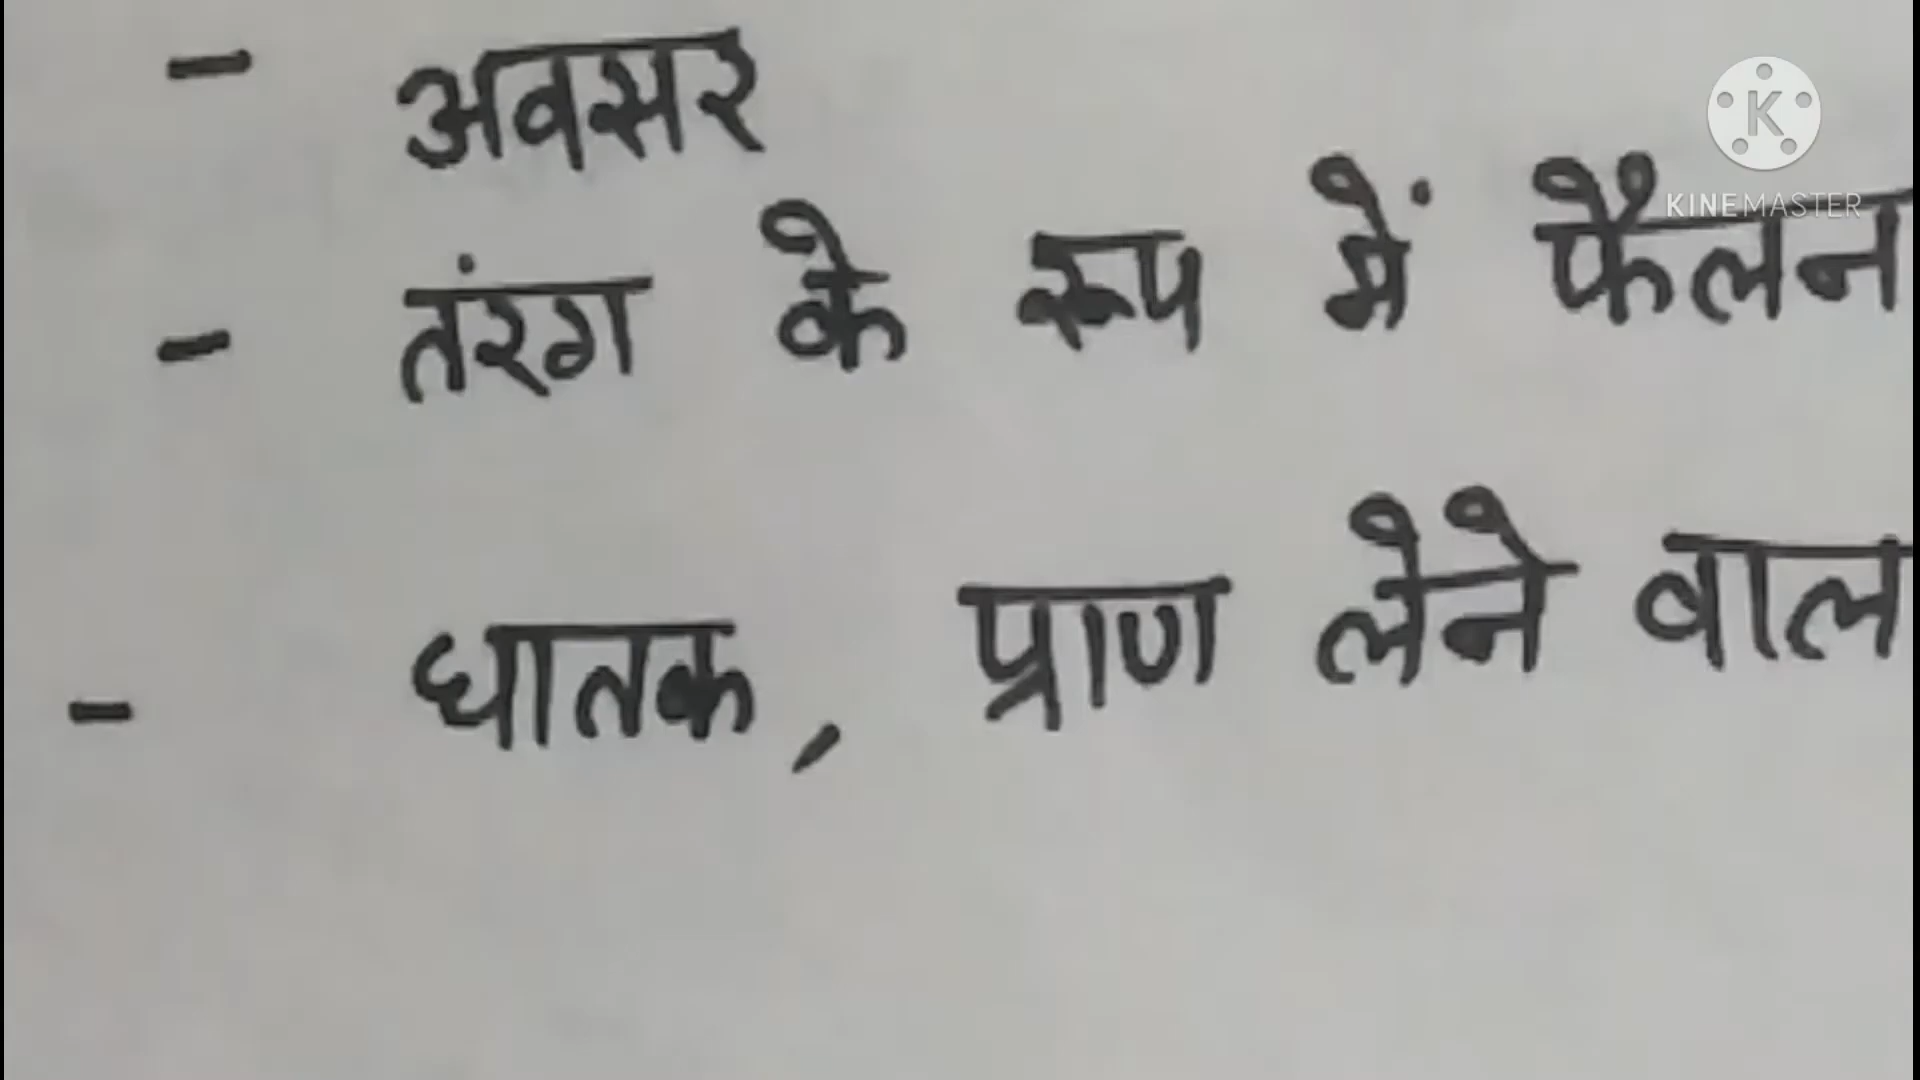 - अवसर
- तरंग के रूप में फैलन
- घातक, प्राण लेने वाल
K
KINEMASTER